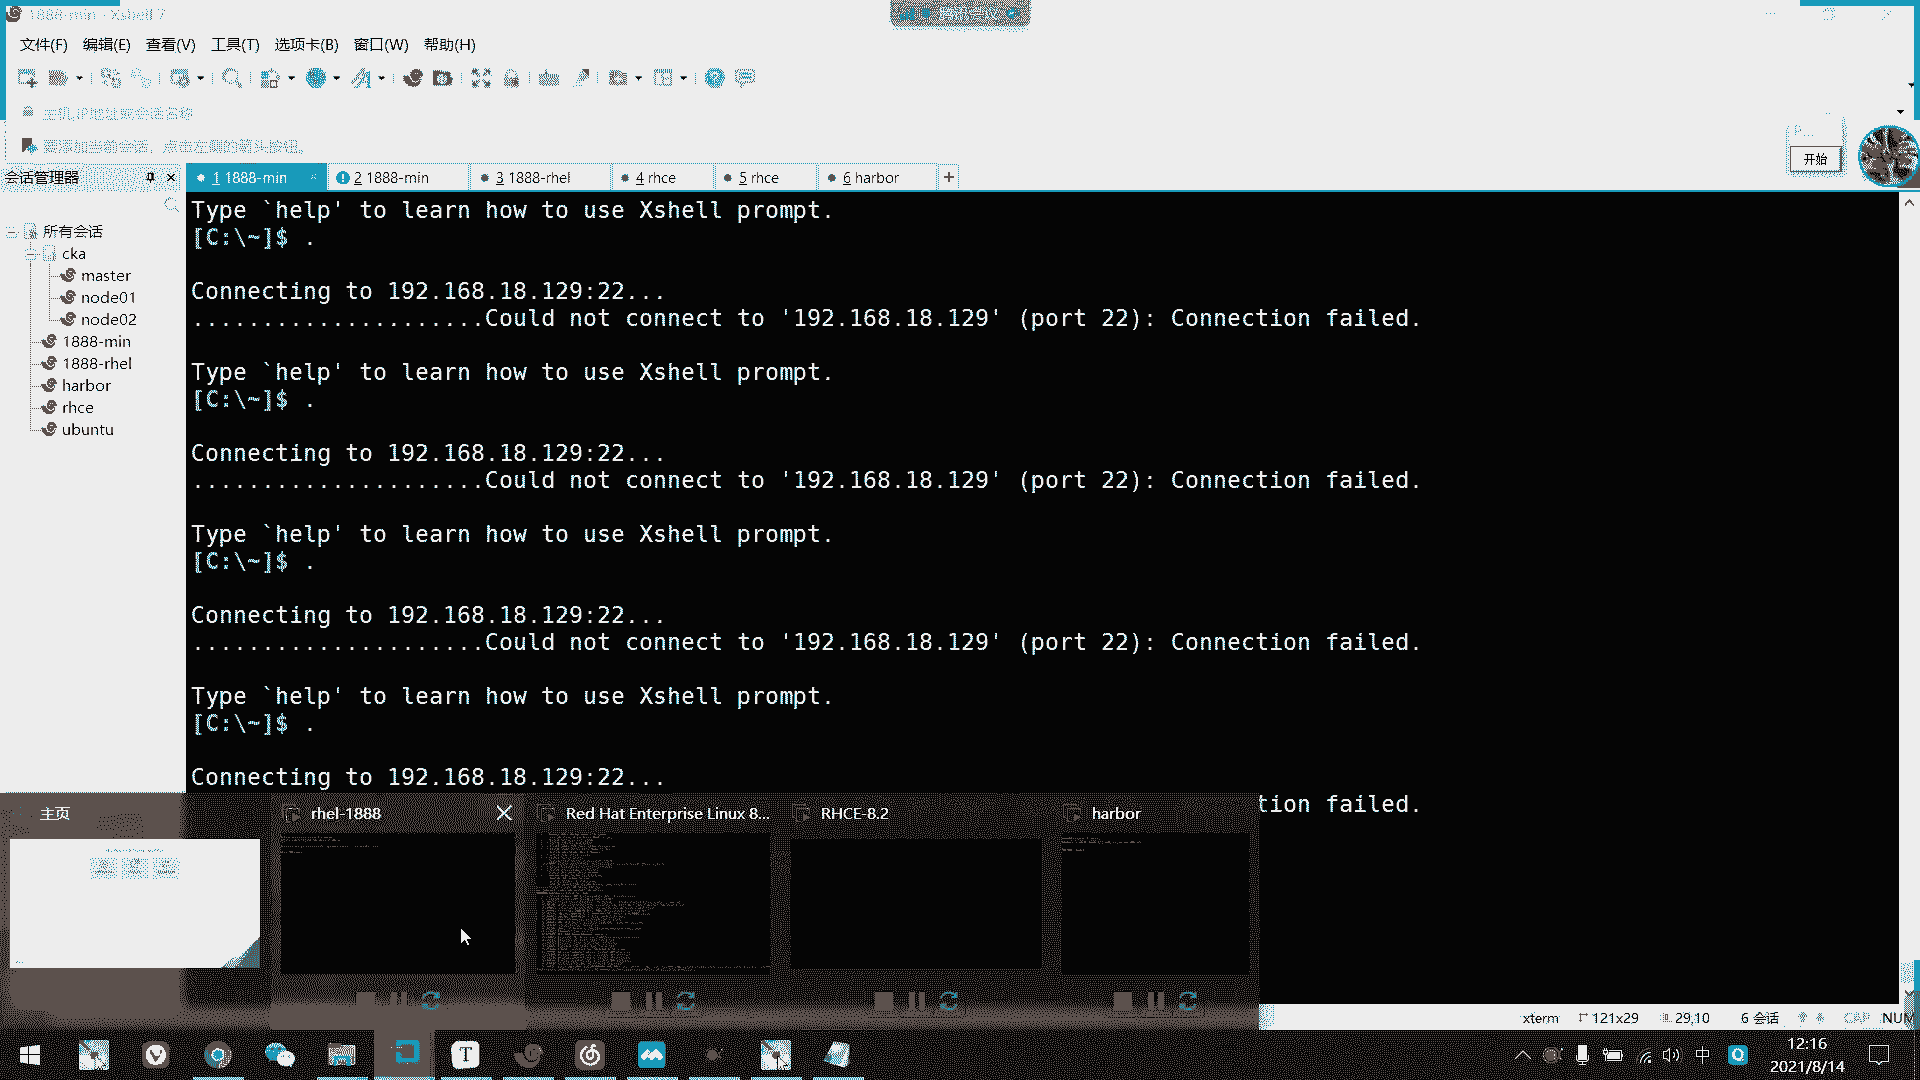 1888-min - Xshell 7
文件(F) 编辑(E) 查看(V) 工具(T) 选项卡(B) 窗口(W) 帮助(H)
主机,IP地址或会话名称
要添加当前会话，点击左侧的箭头按钮。
P...
开始
会话管理器
1 1888-min
2 1888-min
3 1888-rhel
4 rhce
5 rhce
6 harbor
所有会话
cka
master
node01
node02
1888-min
1888-rhel
harbor
rhce
ubuntu
Type `help' to learn how to use Xshell prompt.
[C:\~]$ .
Connecting to 192.168.18.129:22...
.....................Could not connect to '192.168.18.129' (port 22): Connection failed.
Type `help' to learn how to use Xshell prompt.
[C:\~]$ .
Connecting to 192.168.18.129:22...
.....................Could not connect to '192.168.18.129' (port 22): Connection failed.
Type `help' to learn how to use Xshell prompt.
[C:\~]$ .
Connecting to 192.168.18.129:22...
.....................Could not connect to '192.168.18.129' (port 22): Connection failed.
Type `help' to learn how to use Xshell prompt.
[C:\~]$ .
Connecting to 192.168.18.129:22...
failed.
主页
rhel-1888
Red Hat Enterprise Linux 8...
RHCE-8.2
harbor
xterm 121x29 29,10 6 会话 CAP NUM
T
中
12:16
2021/8/14